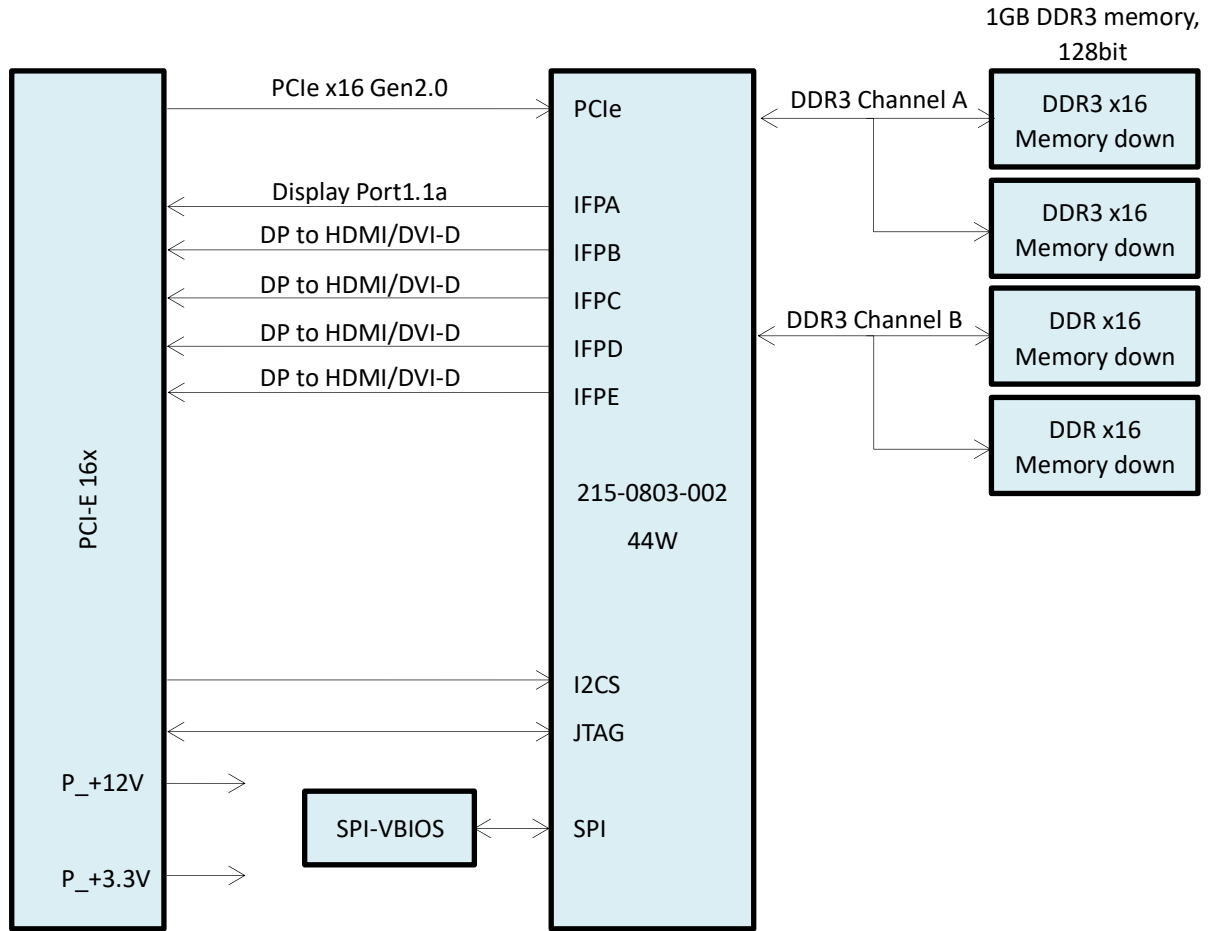 1GB DDR3 memory,
128bit
PCIe x16 Gen2.0
PCIe
DDR3 Channel A
DDR3 x16
Memory down
Display Port1.1a
IFPA
DDR3 x16
Memory down
DP to HDMI/DVI-D
IFPB
DP to HDMI/DVI-D
IFPC
DDR3 Channel B
DDR x16
Memory down
DP to HDMI/DVI-D
IFPD
DP to HDMI/DVI-D
IFPE
DDR x16
Memory down
PCI-E 16x
215-0803-002
44W
I2CS
JTAG
P_+12V
SPI-VBIOS
SPI
P_+3.3V